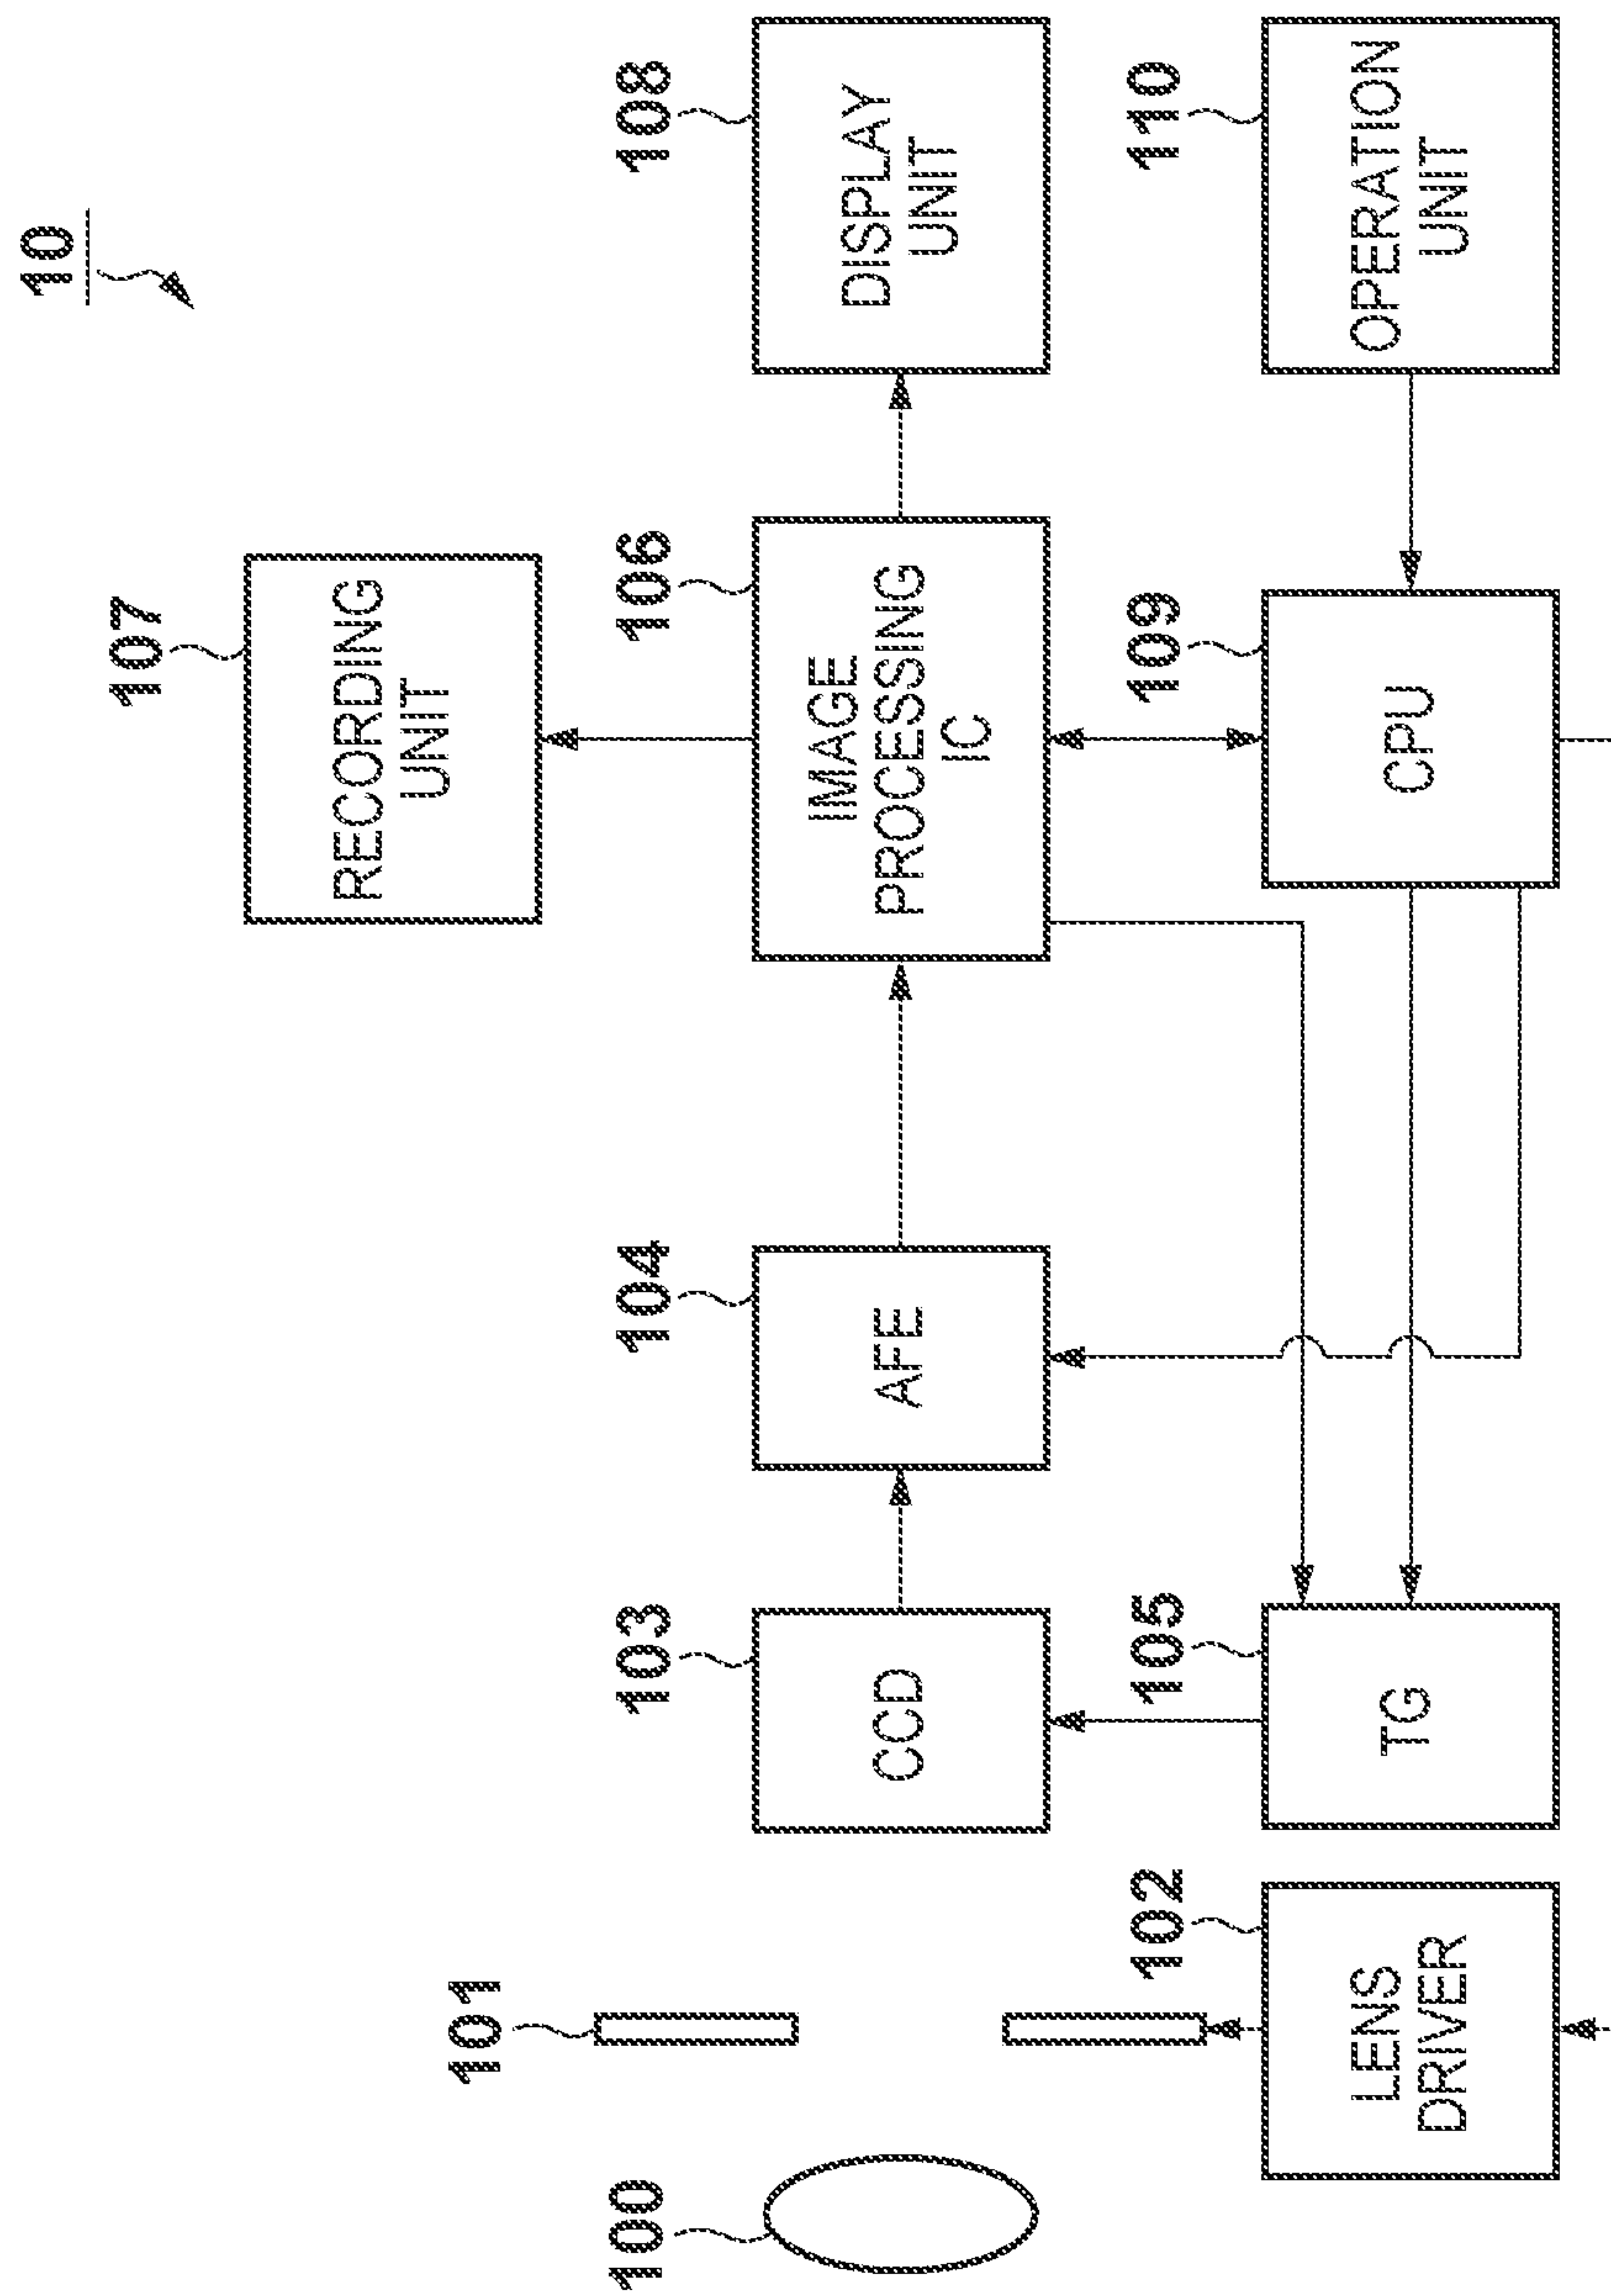 10
107
RECORDING
UNIT
101
100
103
CCD
104
AFE
106
IMAGE
PROCESSING
IC
108
DISPLAY
UNIT
102
LENS
DRIVER
105
TG
109
CPU
110
OPERATION
UNIT